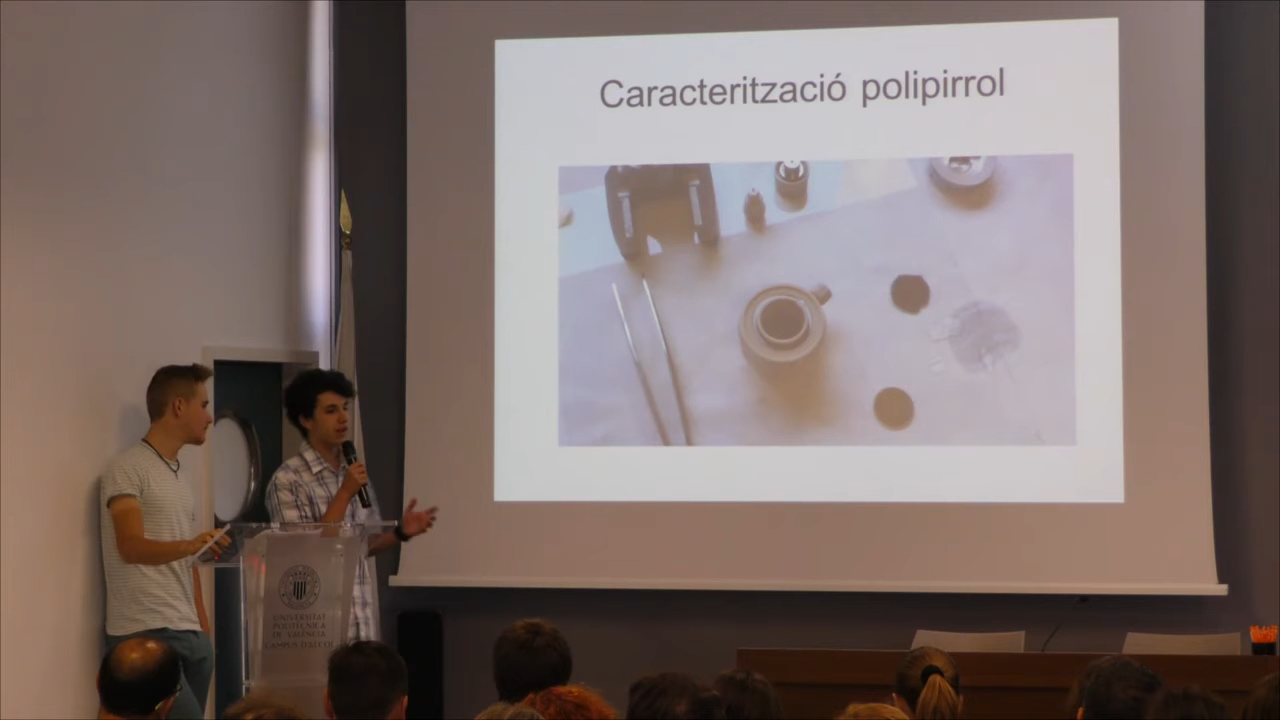 Caracterització polipirrol
UNIVERSITAT
POLITÈCNICA
DE VALÈNCIA
CAMPUS D'ALCOI